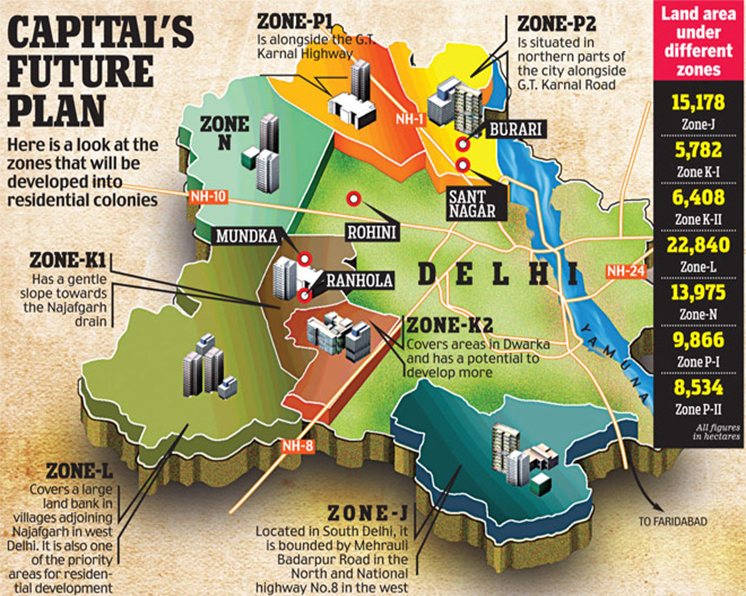 CAPITAL'S
FUTURE
PLAN
Here is a look at the
zones that will be
developed into
residential colonies
ZONE-P1
Is alongside the G.T.
Karnal Highway
ZONE-P2
Is situated in
northern parts of
the city alongside
G.T. Karnal Road
ZONE
N
NH-1
BURARI
SANT
NAGAR
NH-10
ROHINI
MUNDKA
RANHOLA
DELHI
NH-24
YAMUNA
ZONE-K1
Has a gentle
slope towards
the Najafgarh
drain
ZONE-K2
Covers areas in Dwarka
and has a potential to
develop more
NH-8
ZONE-L
Covers a large
land bank in
villages adjoining
Najafgarh in west
Delhi. It is also one
of the priority
areas for residen-
tial development
ZONE-J
Located in South Delhi, it
is bounded by Mehrauli
Badarpur Road in the
North and National
highway No.8 in the west
TO FARIDABAD
Land area
under
different
zones
15,178
Zone-J
5,782
Zone K-I
6,408
Zone K-II
22,840
Zone-L
13,975
Zone-N
9,866
Zone P-I
8,534
Zone P-II
All figures
in hectares